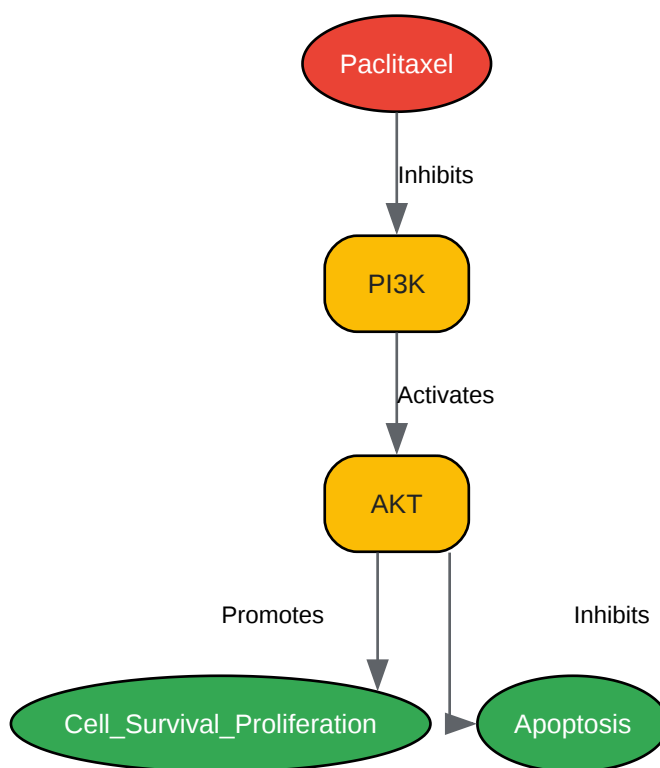 Paclitaxel
Inhibits
PI3K
Activates
AKT
Promotes
Inhibits
Cell_Survival_Proliferation
Apoptosis